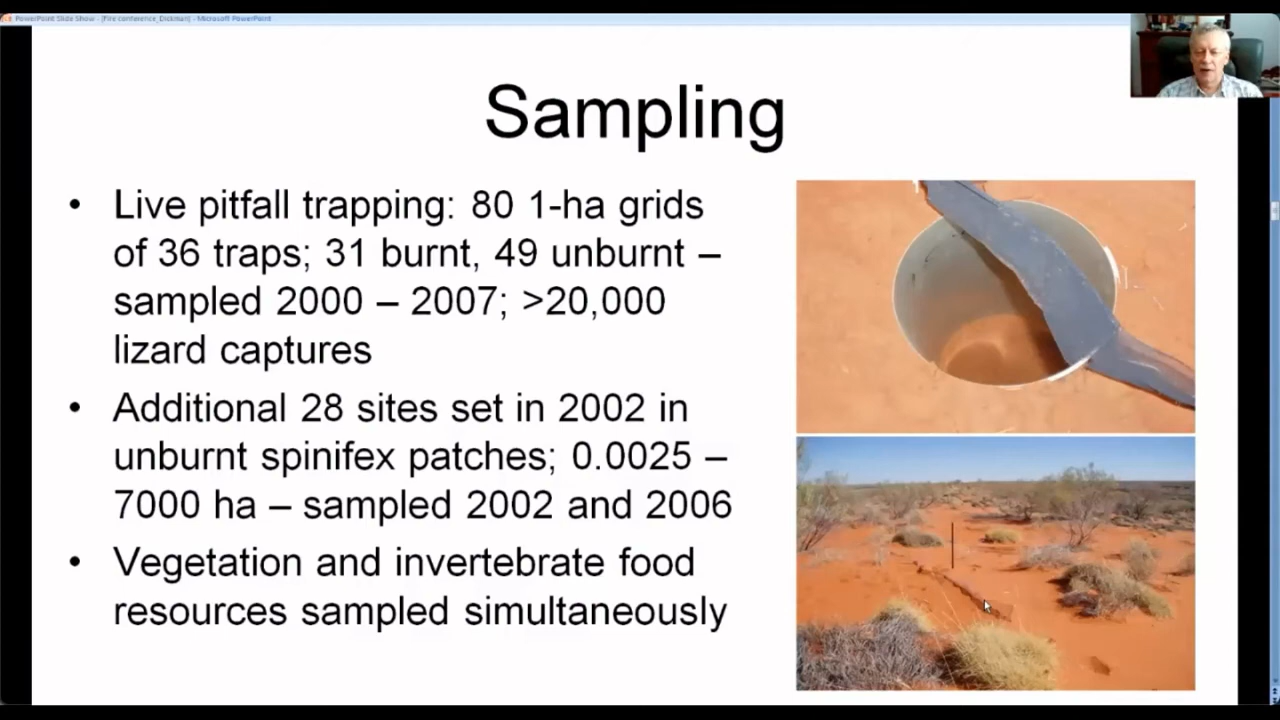 PowerPoint Slide Show - [Fire conference_Dickman] - Microsoft PowerPoint
Sampling
• Live pitfall trapping: 80 1-ha grids
of 36 traps; 31 burnt, 49 unburnt –
sampled 2000 – 2007; >20,000
lizard captures
• Additional 28 sites set in 2002 in
unburnt spinifex patches; 0.0025 –
7000 ha – sampled 2002 and 2006
• Vegetation and invertebrate food
resources sampled simultaneously